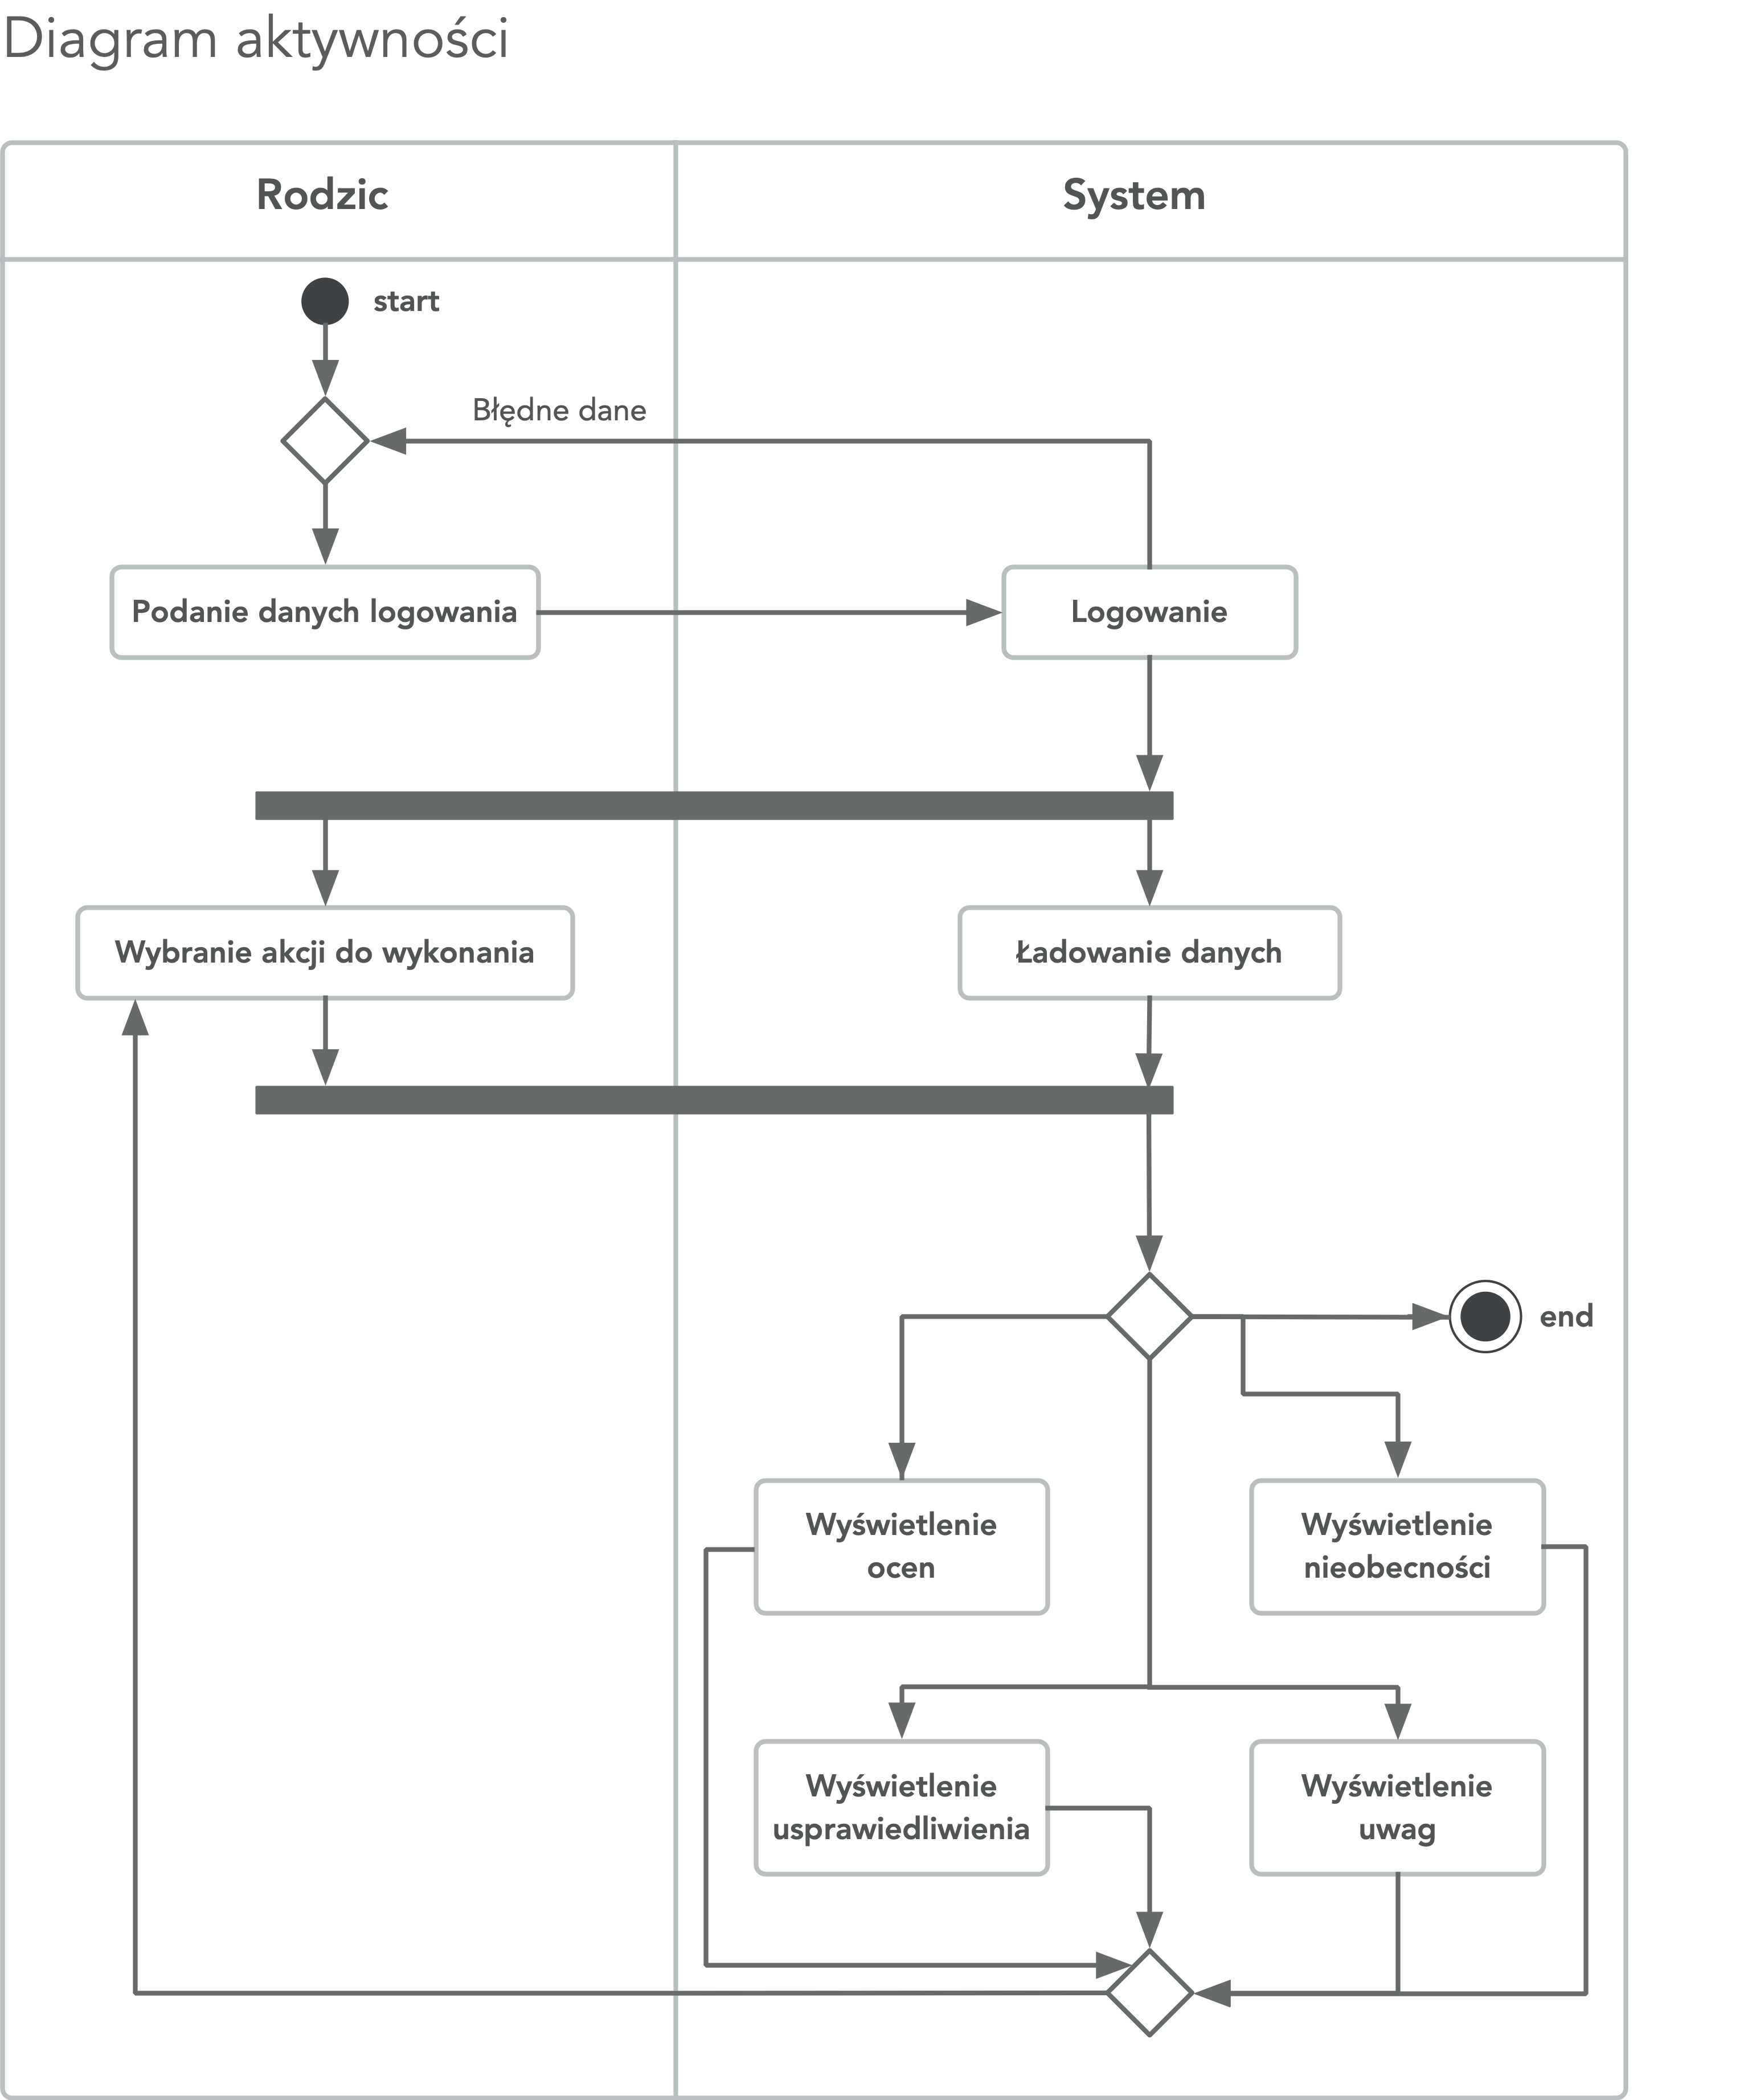 Diagram aktywności
Rodzic
System
start
Błędne dane
Podanie danych logowania
Logowanie
Wybranie akcji do wykonania
Ładowanie danych
end
Wyświetlenie
ocen
Wyświetlenie
nieobecności
Wyświetlenie
usprawiedliwienia
Wyświetlenie
uwag